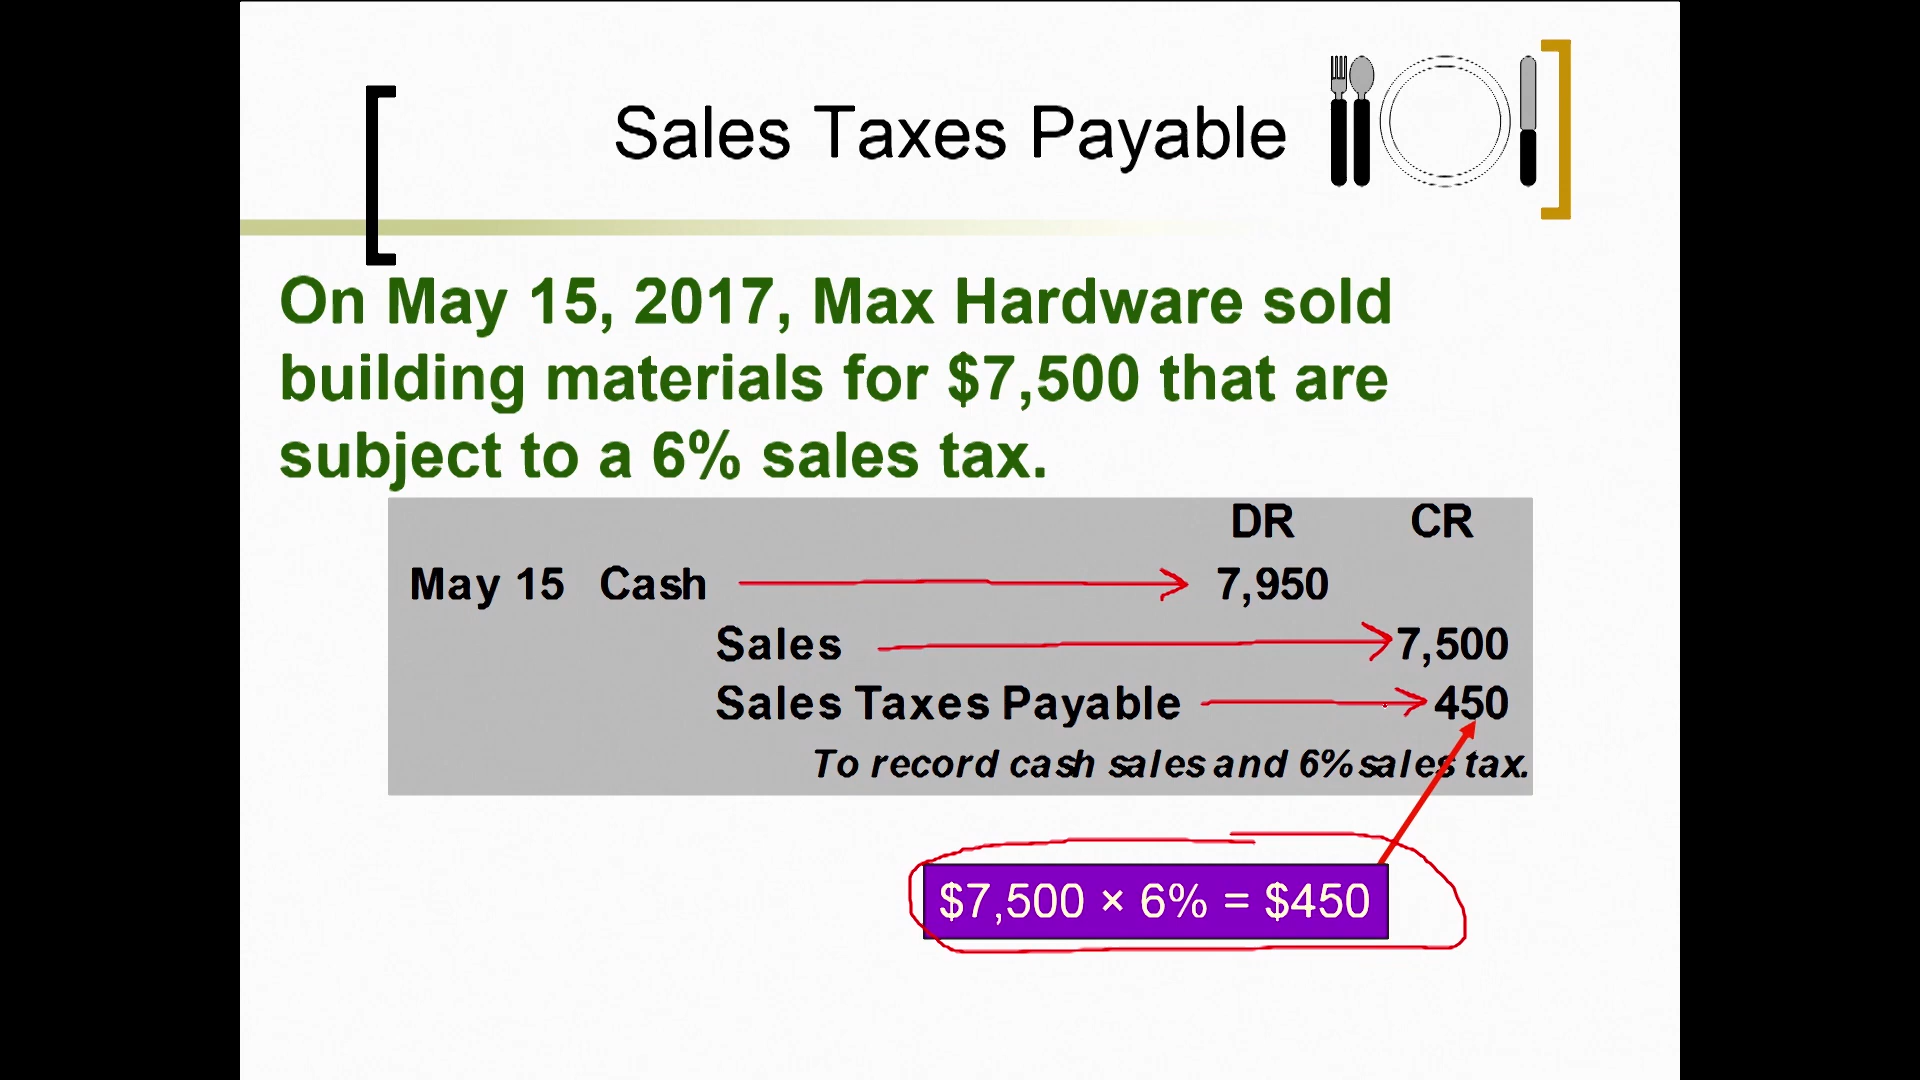 Sales Taxes Payable
On May 15, 2017, Max Hardware sold
building materials for $7,500 that are
subject to a 6% sales tax.
DR CR
May 15 Cash 7,950
Sales 7,500
Sales Taxes Payable 450
To record cash sales and 6% sales tax.
$7,500 × 6% = $450